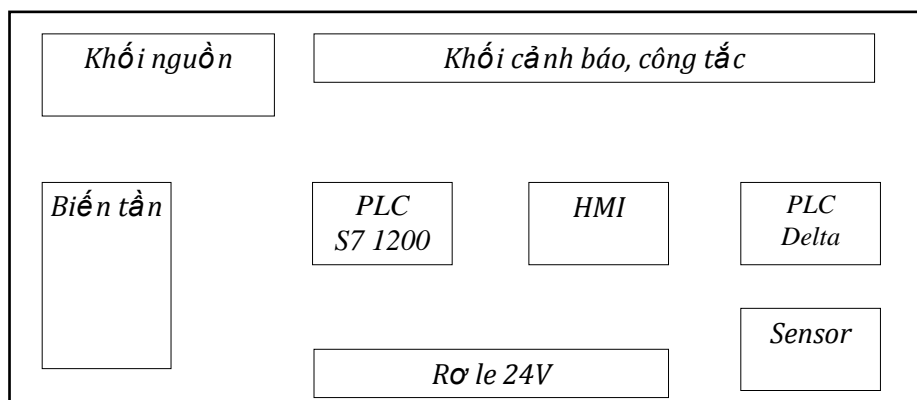 Khối nguồn
Khối cảnh báo, công tắc
Biến tần
PLC
S7 1200
HMI
PLC
Delta
Sensor
Rơ le 24V